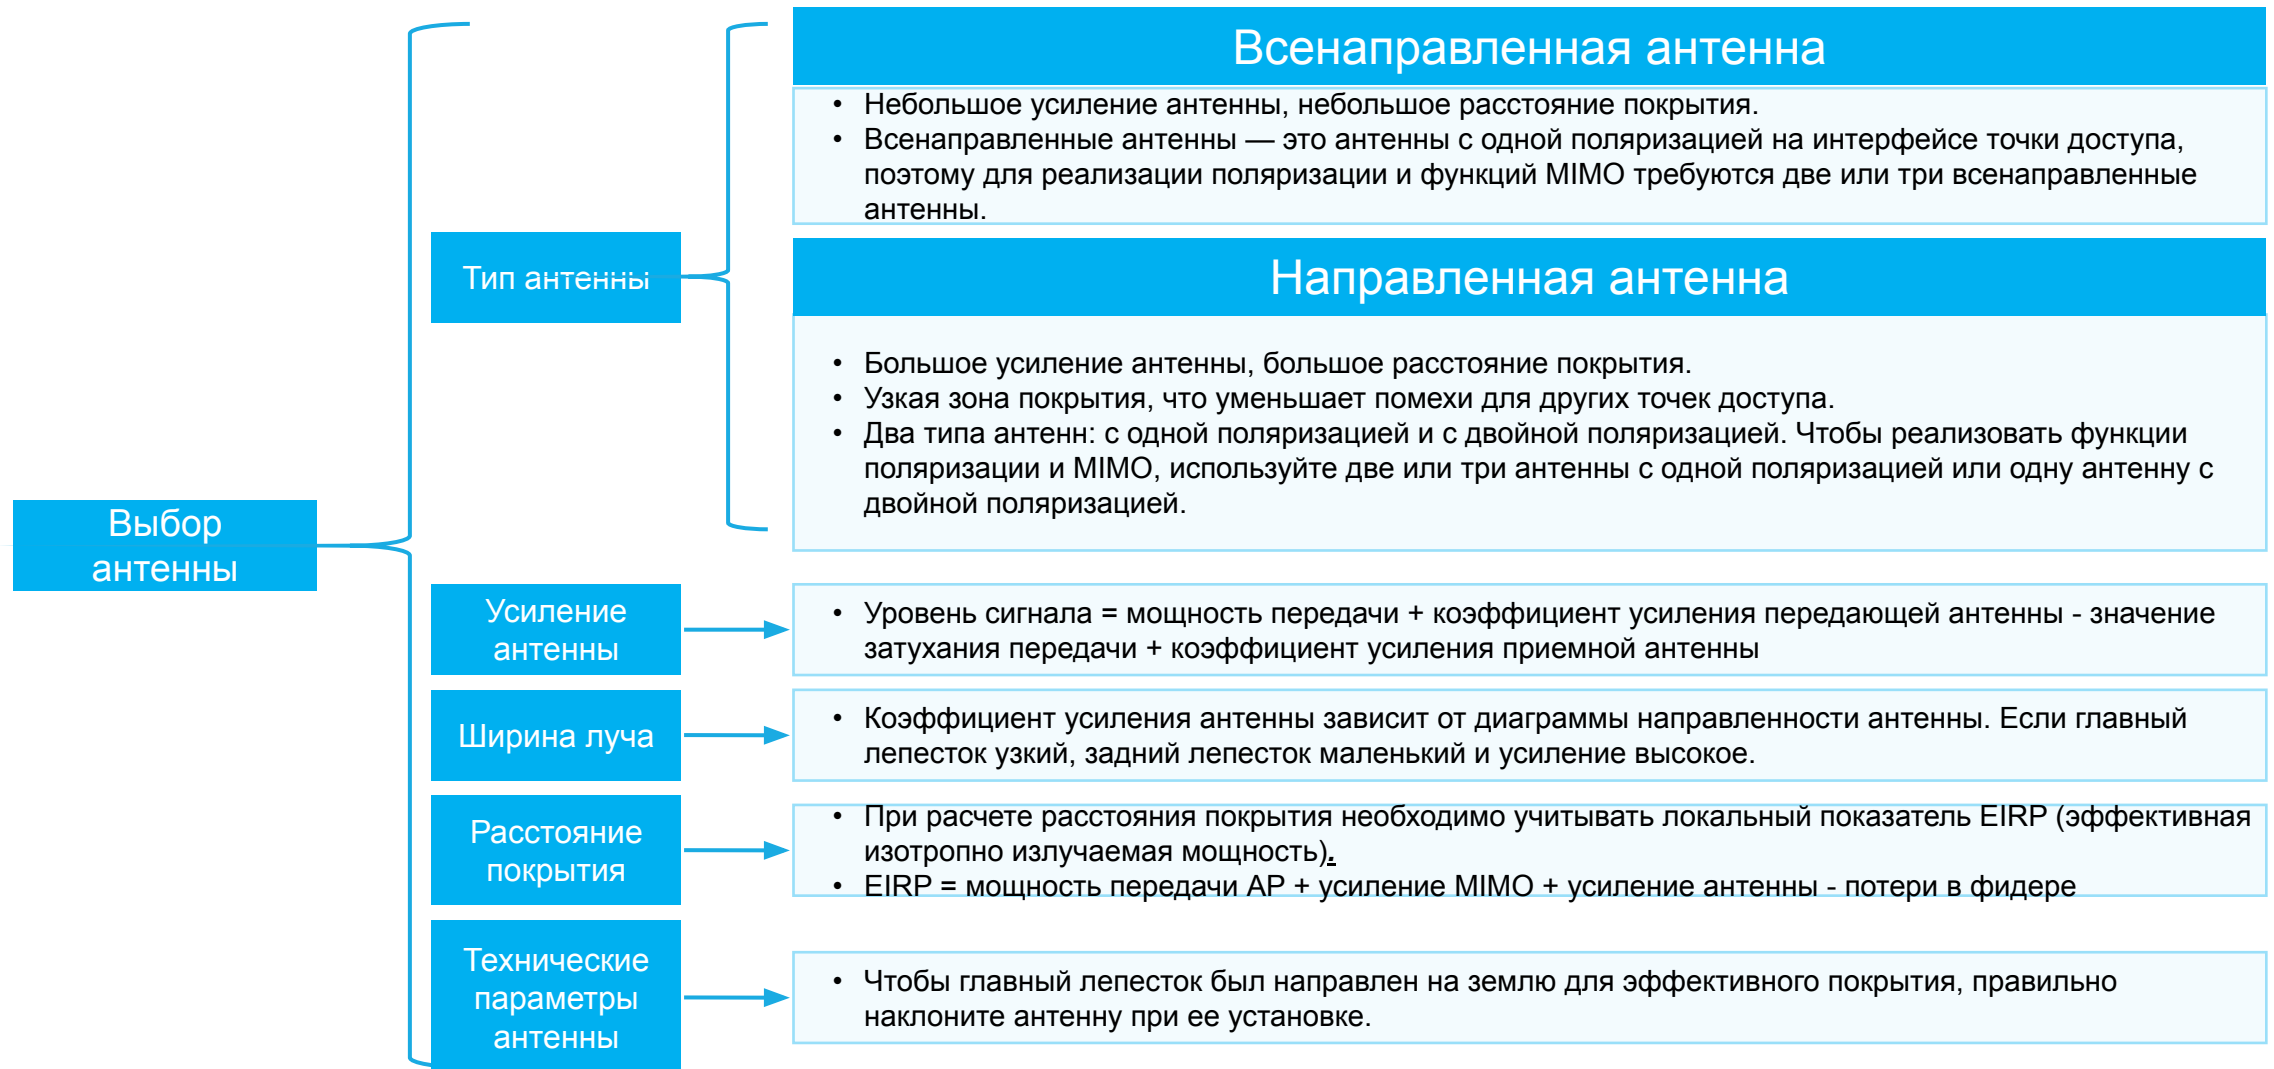 Выбор
антенны
Тип антенны
Всенаправленная антенна
• Небольшое усиление антенны, небольшое расстояние покрытия.
• Всенаправленные антенны — это антенны с одной поляризацией на интерфейсе точки доступа,
поэтому для реализации поляризации и функций MIMO требуются две или три всенаправленные
антенны.
Направленная антенна
• Большое усиление антенны, большое расстояние покрытия.
• Узкая зона покрытия, что уменьшает помехи для других точек доступа.
• Два типа антенн: с одной поляризацией и с двойной поляризацией. Чтобы реализовать функции
поляризации и MIMO, используйте две или три антенны с одной поляризацией или одну антенну с
двойной поляризацией.
Усиление
антенны
• Уровень сигнала = мощность передачи + коэффициент усиления передающей антенны - значение
затухания передачи + коэффициент усиления приемной антенны
Ширина луча
• Коэффициент усиления антенны зависит от диаграммы направленности антенны. Если главный
лепесток узкий, задний лепесток маленький и усиление высокое.
Расстояние
покрытия
• При расчете расстояния покрытия необходимо учитывать локальный показатель EIRP (эффективная
изотропно излучаемая мощность).
• EIRP = мощность передачи AP + усиление MIMO + усиление антенны - потери в фидере
Технические
параметры
антенны
• Чтобы главный лепесток был направлен на землю для эффективного покрытия, правильно
наклоните антенну при ее установке.